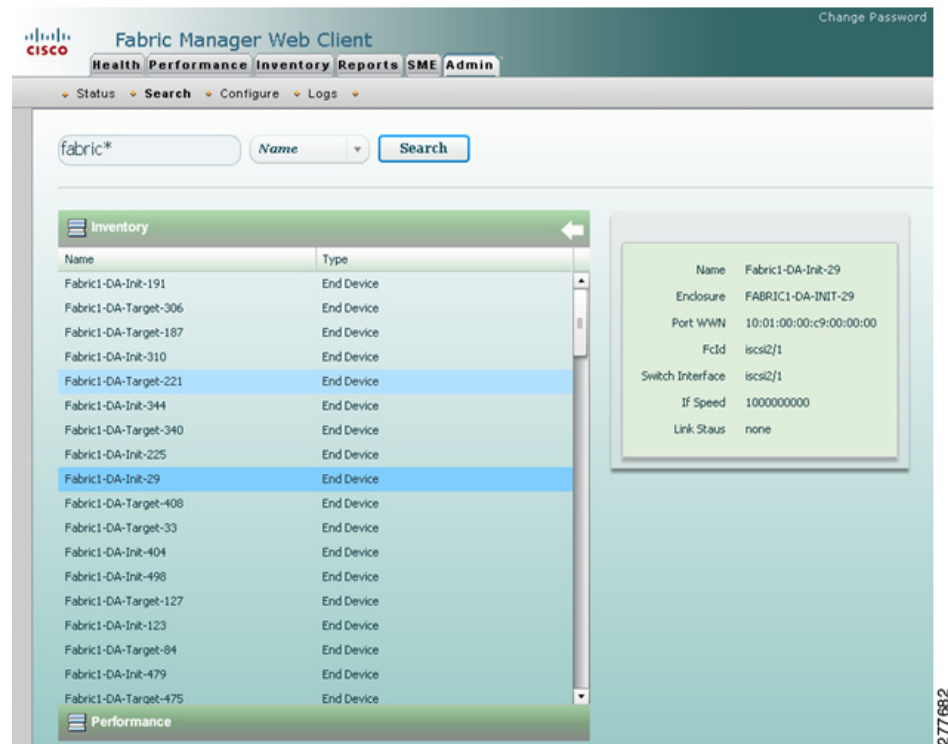 Change Password
CISCO
Fabric Manager Web Client
Health Performance Inventory Reports SME Admin
Status Search Configure Logs
fabric* Name Search
Inventory
Name Type
Fabric1-DA-Init-191 End Device
Fabric1-DA-Target-306 End Device
Fabric1-DA-Target-187 End Device
Fabric1-DA-Init-310 End Device
Fabric1-DA-Target-221 End Device
Fabric1-DA-Init-344 End Device
Fabric1-DA-Target-340 End Device
Fabric1-DA-Init-225 End Device
Fabric1-DA-Init-29 End Device
Fabric1-DA-Target-408 End Device
Fabric1-DA-Target-33 End Device
Fabric1-DA-Init-404 End Device
Fabric1-DA-Init-498 End Device
Fabric1-DA-Target-127 End Device
Fabric1-DA-Init-123 End Device
Fabric1-DA-Target-84 End Device
Fabric1-DA-Init-479 End Device
Fabric1-DA-Target-475 End Device
Performance
Name Fabric1-DA-Init-29
Enclosure FABRIC1-DA-INIT-29
Port WWN 10:01:00:00:c9:00:00:00
FcId iscsi2/1
Switch Interface iscsi2/1
If Speed 1000000000
Link Staus none
277682